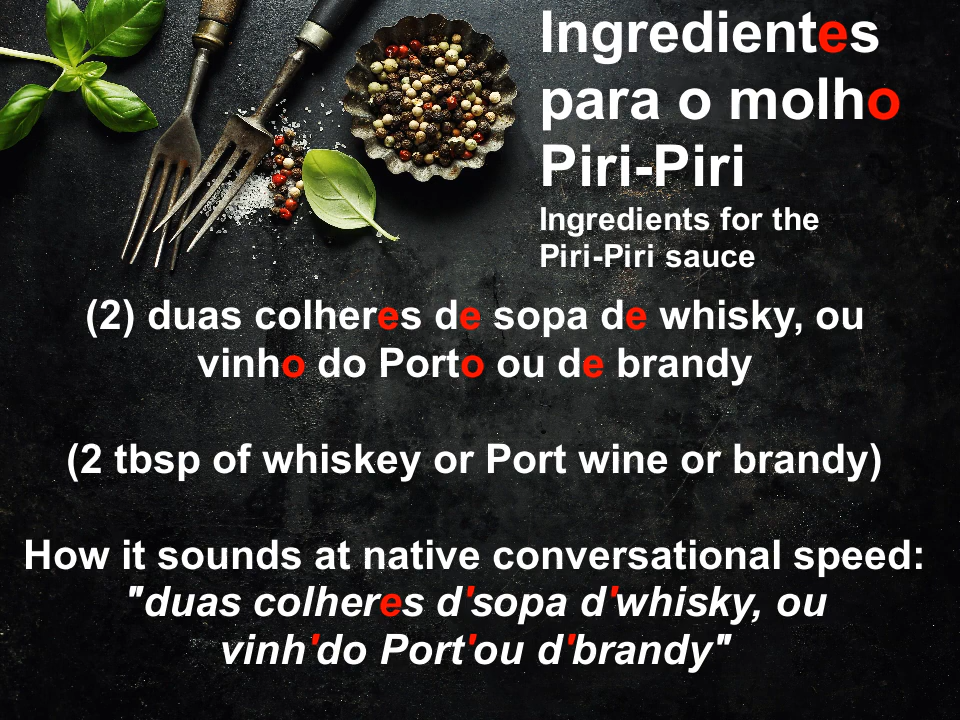 Ingredientes
para o molho
Piri-Piri
Ingredients for the
Piri-Piri sauce
(2) duas colheres de sopa de whisky, ou
vinho do Porto ou de brandy
(2 tbsp of whiskey or Port wine or brandy)
How it sounds at native conversational speed:
"duas colheres d'sopa d'whisky, ou
vinh'do Port'ou d'brandy"